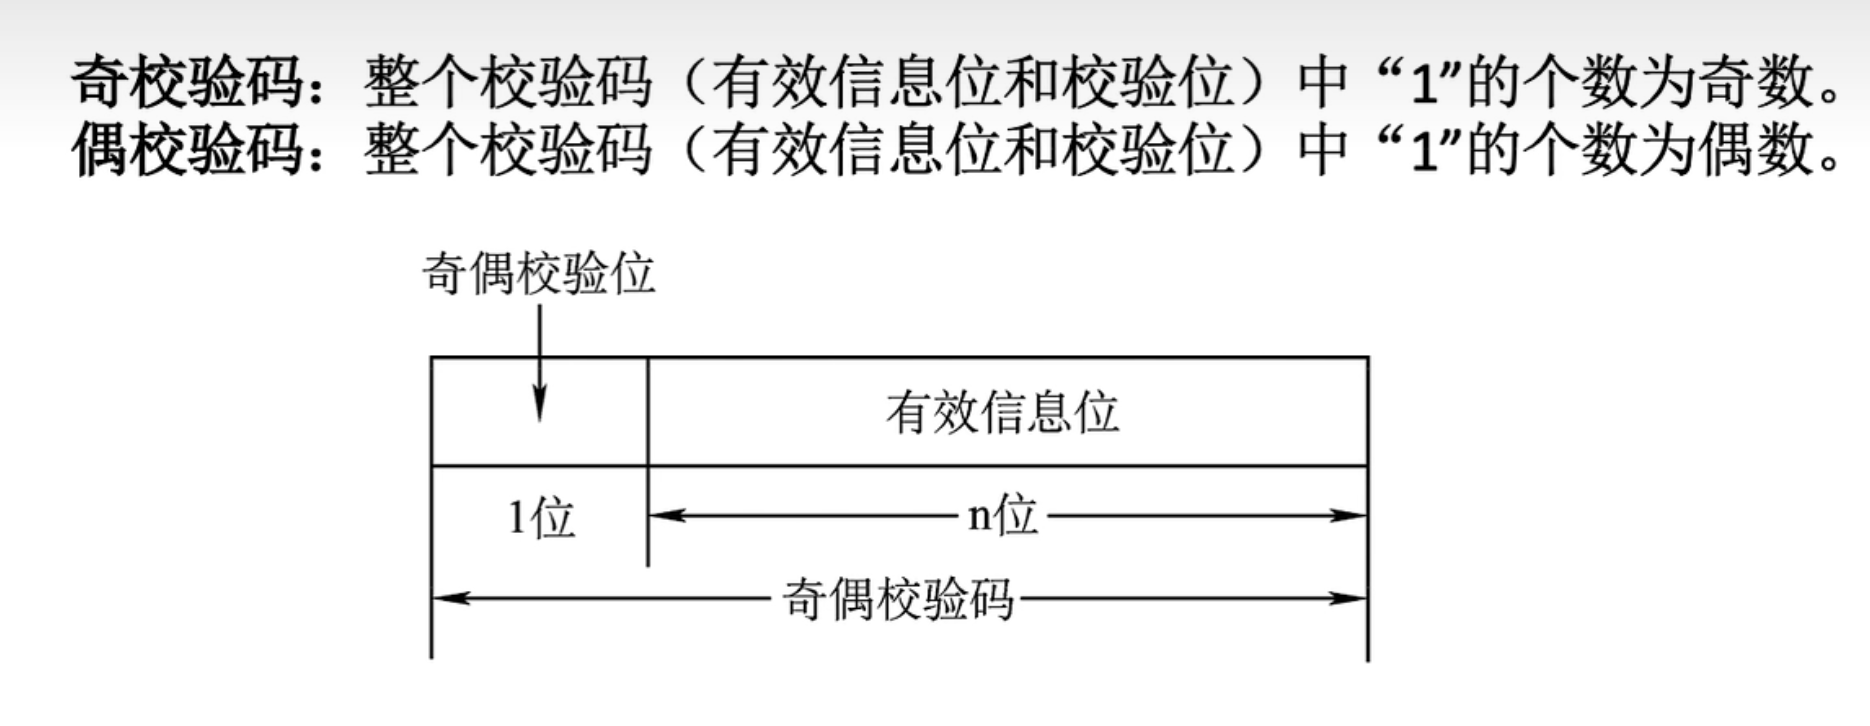 奇校验码：整个校验码（有效信息位和校验位）中“1”的个数为奇数。
偶校验码：整个校验码（有效信息位和校验位）中“1”的个数为偶数。
奇偶校验位
有效信息位
1位
n位
奇偶校验码